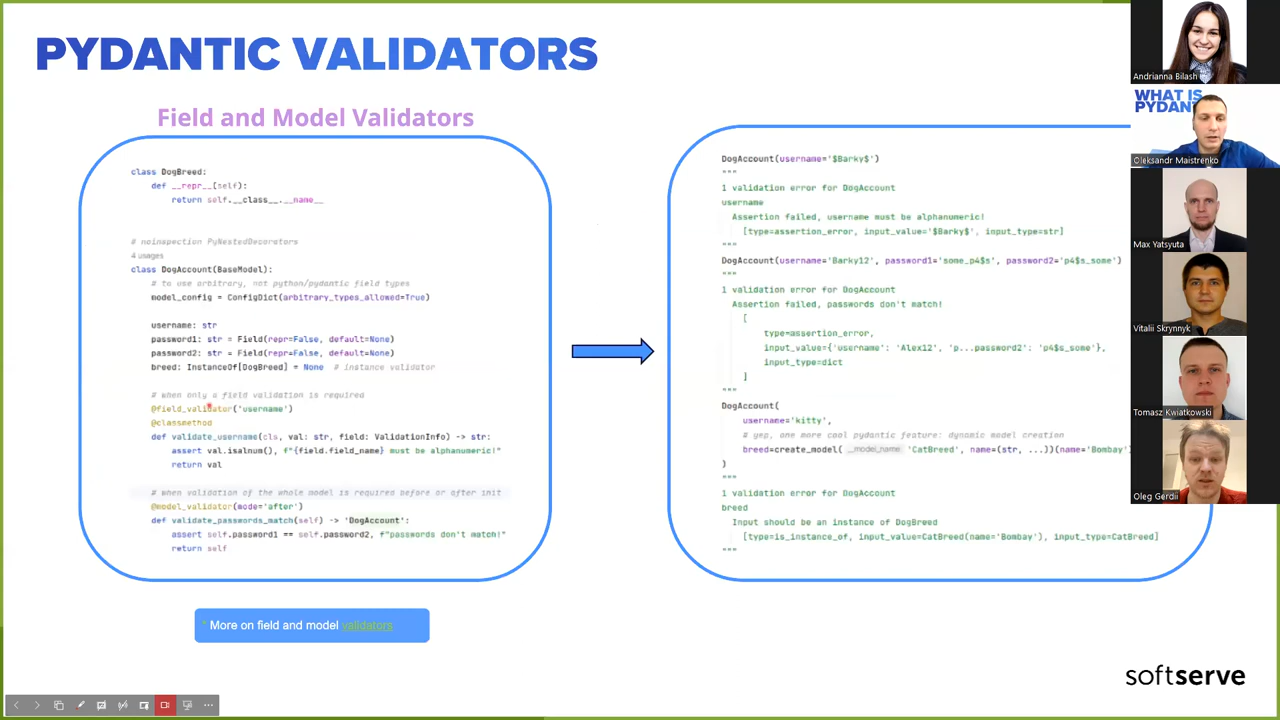 PYDANTIC VALIDATORS
Field and Model Validators
class DogBreed:
def __repr__(self):
return self.__class__.__name__
# noinspection PyNestedDecorators
4 usages
class DogAccount(BaseModel):
# to use arbitrary, not python/pydantic field types
model_config = ConfigDict(arbitrary_types_allowed=True)
username: str
password1: str = Field(repr=False, default=None)
password2: str = Field(repr=False, default=None)
breed: InstanceOf[DogBreed] = None # instance validator
# when only a field validation is required
@field_validator('username')
@classmethod
def validate_username(cls, val: str, field: ValidationInfo) -> str:
assert val.isalnum(), f"{field.field_name} must be alphanumeric!"
return val
# when validation of the whole model is required before or after init
@model_validator(mode='after')
def validate_passwords_match(self) -> 'DogAccount':
assert self.password1 == self.password2, f"passwords don't match!"
return self
* More on field and model validators
DogAccount(username='$Barky$')
"""
1 validation error for DogAccount
username
Assertion failed, username must be alphanumeric!
[type=assertion_error, input_value='$Barky$', input_type=str]
"""
DogAccount(username='Barky12', password1='some_p4$s', password2='p4$s_some')
"""
1 validation error for DogAccount
Assertion failed, passwords don't match!
[
type=assertion_error,
input_value={'username': 'Alex12', 'p...password2': 'p4$s_some'},
input_type=dict
]
"""
DogAccount(
username='kitty',
# yep, one more cool pydantic feature: dynamic model creation
breed=create_model( __model_name 'CatBreed', name=(str, ...))(name='Bombay')
)
"""
1 validation error for DogAccount
breed
Input should be an instance of DogBreed
[type=is_instance_of, input_value=CatBreed(name='Bombay'), input_type=CatBreed]
"""
Andrianna Bilash
WHAT IS
PYDAN
Oleksandr Maistrenko
Max Yatsyuta
Vitalii Skrynnyk
Tomasz Kwiatkowski
Oleg Gerdii
softserve